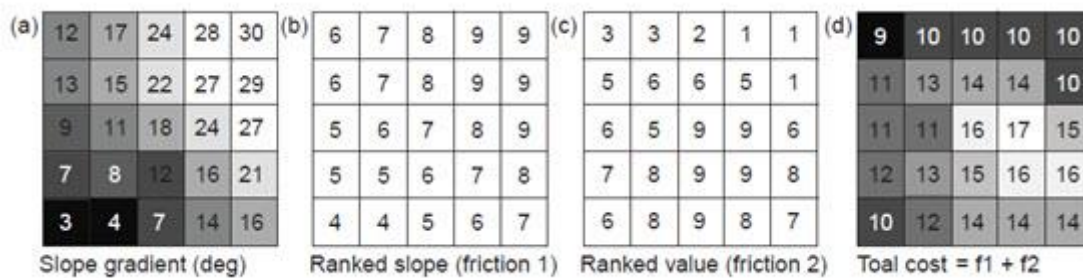 (a) 12 17 24 28 30 (b) 6 7 8 9 9 (c) 3 3 2 1 1 (d) 9 10 10 10 10
13 15 22 27 29 6 7 8 9 9 5 6 6 5 1 11 13 14 14 10
9 11 18 24 27 5 6 7 8 9 6 5 9 9 6 11 11 16 17 15
7 8 12 16 21 5 5 6 7 8 7 8 9 9 8 12 13 15 16 16
3 4 7 14 16 4 4 5 6 7 6 8 9 8 7 10 12 14 14 14
Slope gradient (deg) Ranked slope (friction 1) Ranked value (friction 2) Toal cost = f1 + f2